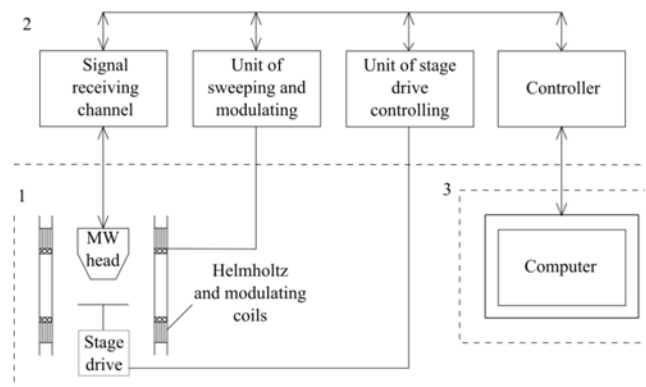 2
Signal
receiving
channel
Unit of
sweeping and
modulating
Unit of stage
drive
controlling
Controller
1
MW
head
Helmholtz
and modulating
coils
Stage
drive
3
Computer